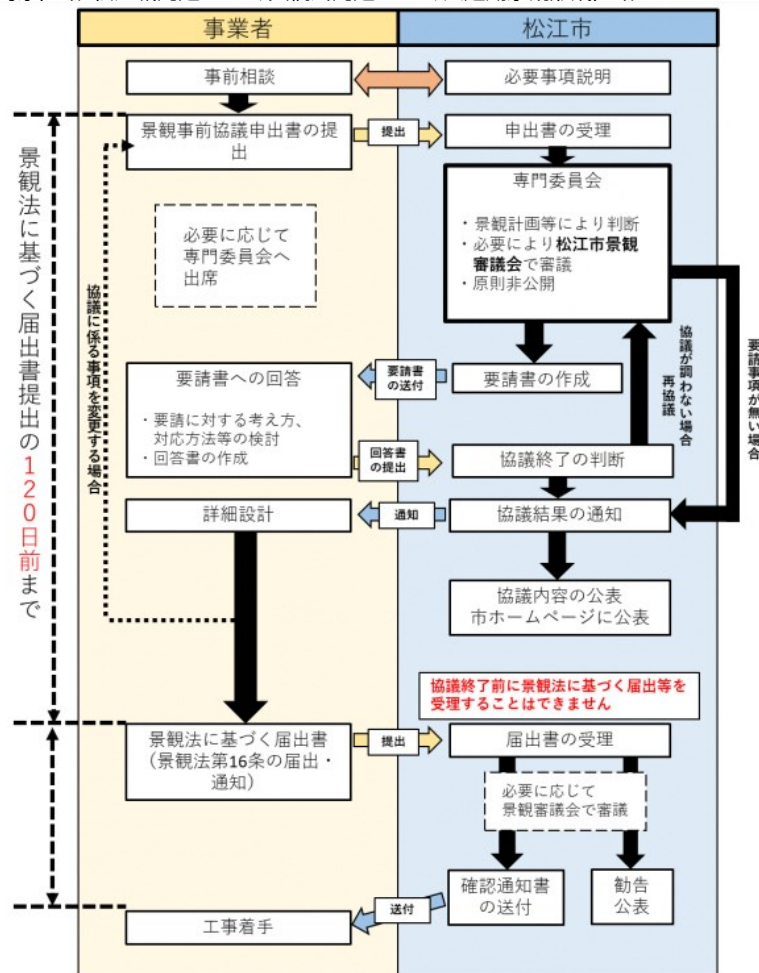 事業者
松江市
事前相談
必要事項説明
景観事前協議申出書の提
出
提出
申出書の受理
専門委員会
・景観計画等により判断
・必要により松江市景観
審議会で審議
・原則非公開
必要に応じて
専門委員会へ
出席
景観法に基づく届出書提出の120日前まで
協議に係る事項を変更する場合
協議が調わない場合
再協議
要請事項が無い場合
要請書への回答
・要請に対する考え方、
対応方法等の検討
・回答書の作成
要請書
の送付
要請書の作成
回答書
の提出
協議終了の判断
詳細設計
通知
協議結果の通知
協議内容の公表
市ホームページに公表
協議終了前に景観法に基づく届出等を
受理することはできません
景観法に基づく届出書
（景観法第16条の届出・
通知）
提出
届出書の受理
必要に応じて
景観審議会で審議
確認通知書
の送付
勧告
公表
送付
工事着手